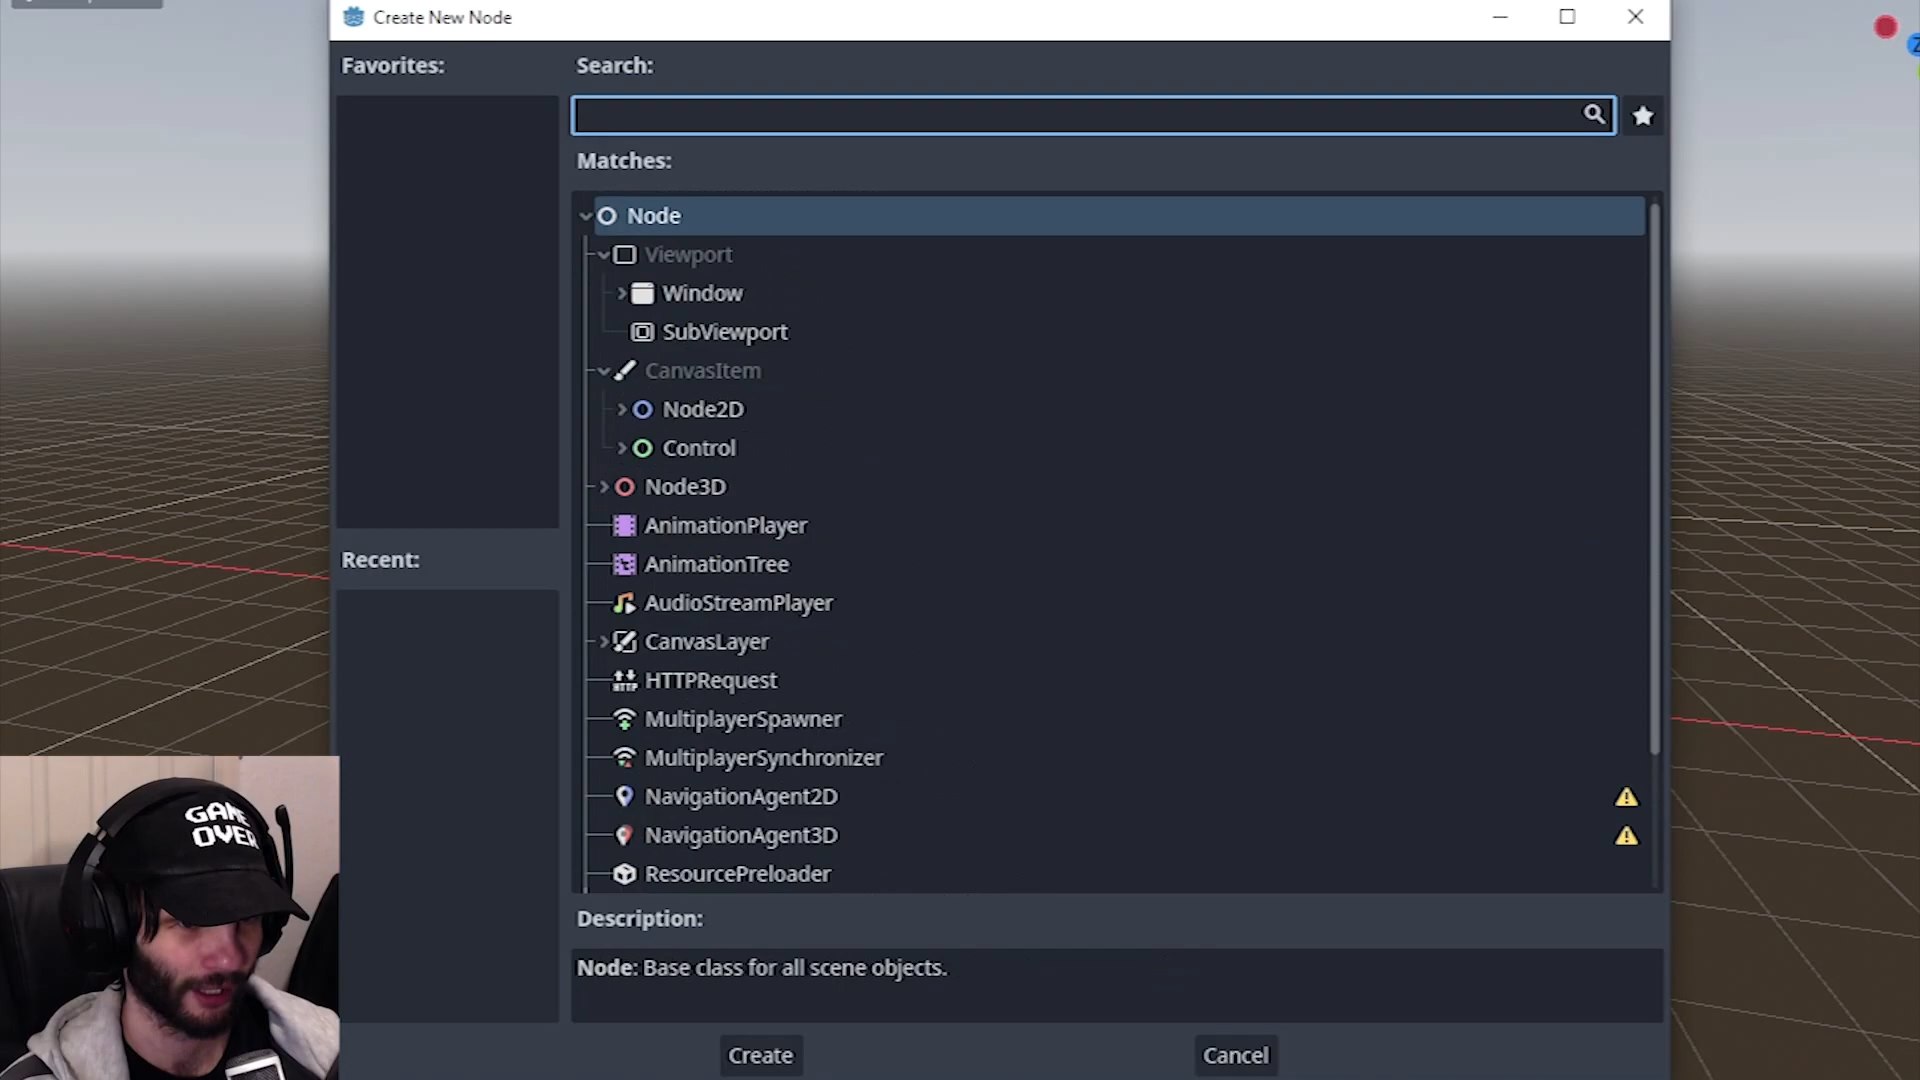 Create New Node
Favorites:
Search:
Matches:
Node
Viewport
Window
SubViewport
CanvasItem
Node2D
Control
Node3D
AnimationPlayer
Recent:
AnimationTree
AudioStreamPlayer
CanvasLayer
HTTP
HTTPRequest
MultiplayerSpawner
MultiplayerSynchronizer
NavigationAgent2D
NavigationAgent3D
ResourcePreloader
Description:
Node: Base class for all scene objects.
Create
Cancel
GAME
OVER
Z